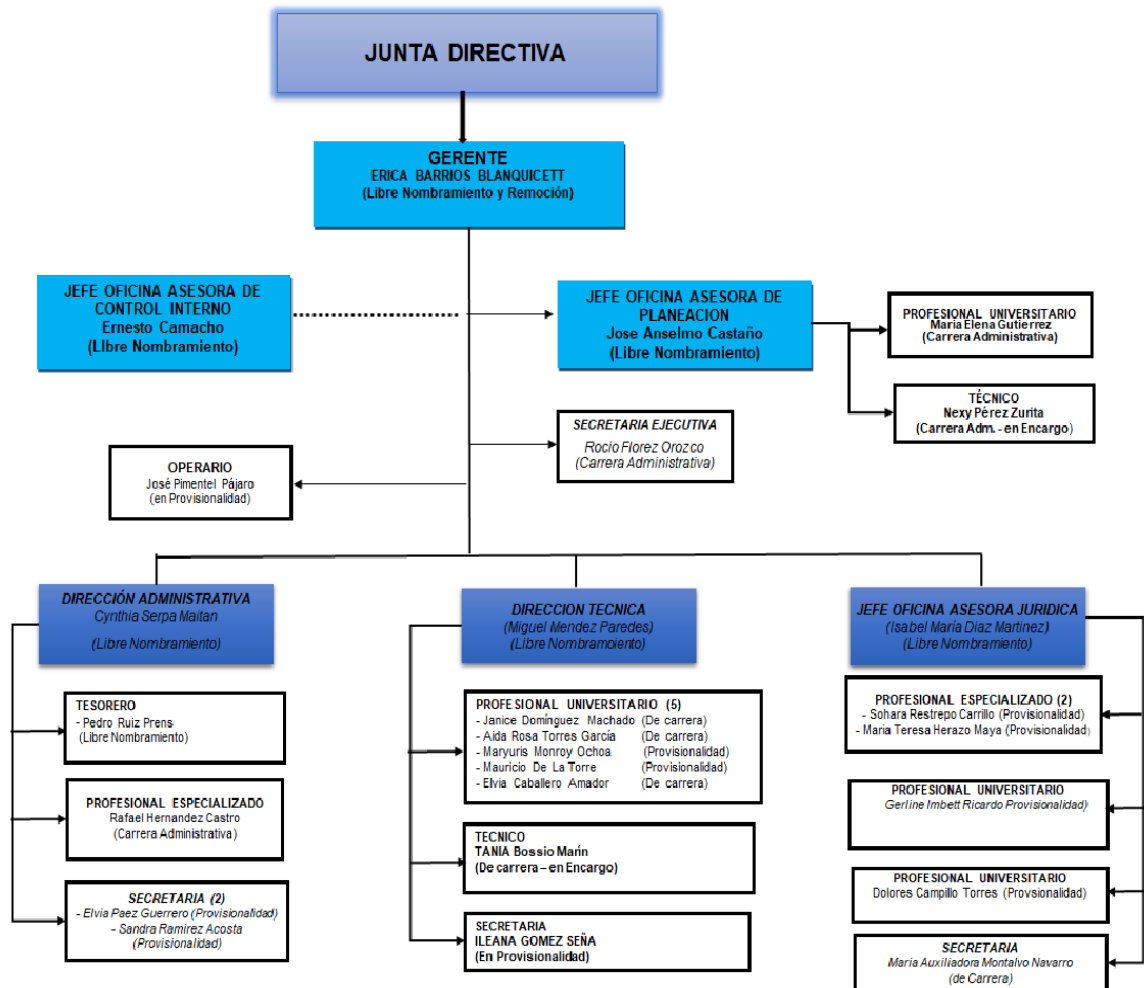 JUNTA DIRECTIVA
GERENTE
ERICA BARRIOS BLANQUICETT
(Libre Nombramiento y Remoción)
JEFE OFICINA ASESORA DE
CONTROL INTERNO
Ernesto Camacho
(LIbre Nombramiento)
JEFE OFICINA ASESORA DE
PLANEACION
Jose Anselmo Castaño
(Libre Nombramiento)
PROFESIONAL UNIVERSITARIO
Maria Elena Gutierrez
(Carrera Administrativa)
TÉCNICO
Nexy Pérez Zurita
(Carrera Adm. - en Encargo)
SECRETARIA EJECUTIVA
Rocio Florez Orozco
(Carrera Administrativa)
OPERARIO
José Pimentel Pájaro
(en Provisionalidad)
DIRECCIÓN ADMINISTRATIVA
Cynthia Serpa Maitan
(Libre Nombramiento)
DIRECCION TECNICA
(Miguel Mendez Paredes)
(Libre Nombramoiento)
JEFE OFICINA ASESORA JURIDICA
(Isabel María Diaz Martinez)
(Libre Nombramiento)
TESORERO
- Pedro Ruiz Prens
(Libre Nombramiento)
PROFESIONAL ESPECIALIZADO
Rafael Hernandez Castro
(Carrera Administrativa)
SECRETARIA (2)
- Elvia Paez Guerrero (Provisionalidad)
- Sandra Ramirez Acosta
(Provisionalidad)
PROFESIONAL UNIVERSITARIO (5)
- Janice Domínguez Machado (De carrera)
- Aida Rosa Torres García (De carrera)
- Maryuris Monroy Ochoa (Provisionalidad)
- Mauricio De La Torre (Provisionalidad)
- Elvia Caballero Amador (De carrera)
TECNICO
TANIA Bossio Marín
(De carrera – en Encargo)
SECRETARIA
ILEANA GOMEZ SEÑA
(En Provisionalidad)
PROFESIONAL ESPECIALIZADO (2)
- Sohara Restrepo Carrillo (Provisionalidad)
- Maria Teresa Herazo Maya (Provisionalidad)
PROFESIONAL UNIVERSITARIO
Gerline Imbett Ricardo Provisionalidad)
PROFESIONAL UNIVERSITARIO
Dolores Campillo Torres (Provsionalidad)
SECRETARIA
Maria Auxiliadora Montalvo Navarro
(de Carrera)